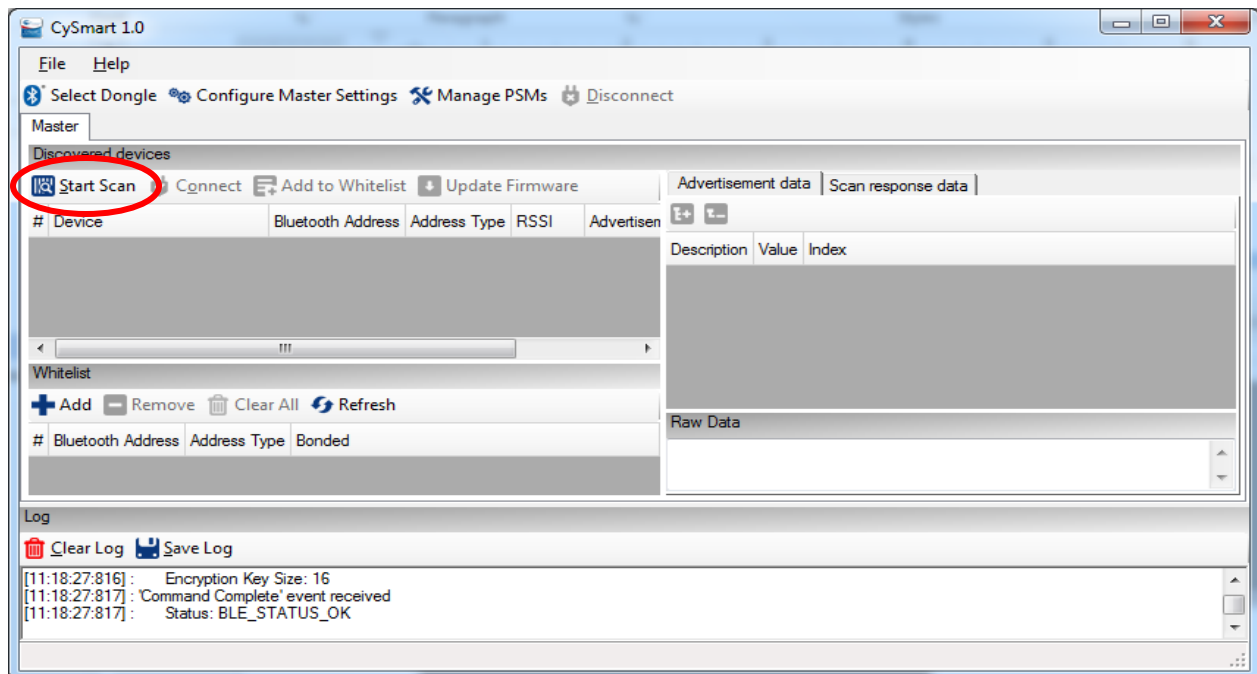 CySmart 1.0
File Help
Select Dongle Configure Master Settings Manage PSMs Disconnect
Master
Discovered devices
Start Scan Connect Add to Whitelist Update Firmware
# Device Bluetooth Address Address Type RSSI Advertisen
Whitelist
Add Remove Clear All Refresh
# Bluetooth Address Address Type Bonded
Advertisement data Scan response data
Description Value Index
Raw Data
Log
Clear Log Save Log
[11:18:27:816] : Encryption Key Size: 16
[11:18:27:817] : 'Command Complete' event received
[11:18:27:817] : Status: BLE_STATUS_OK